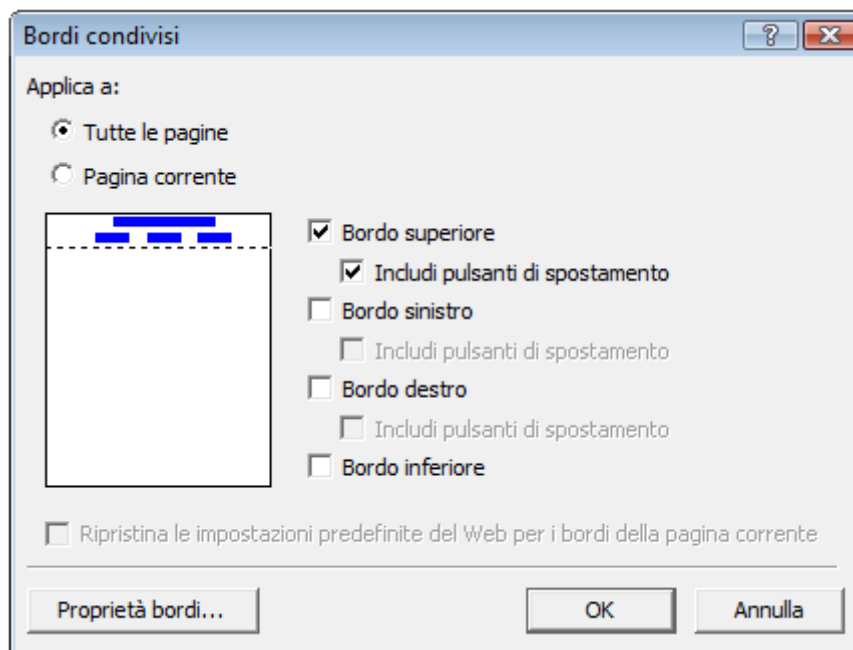 Bordi condivisi
Applica a:
Tutte le pagine
Pagina corrente
Bordo superiore
Includi pulsanti di spostamento
Bordo sinistro
Includi pulsanti di spostamento
Bordo destro
Includi pulsanti di spostamento
Bordo inferiore
Ripristina le impostazioni predefinite del Web per i bordi della pagina corrente
Proprietà bordi... OK Annulla